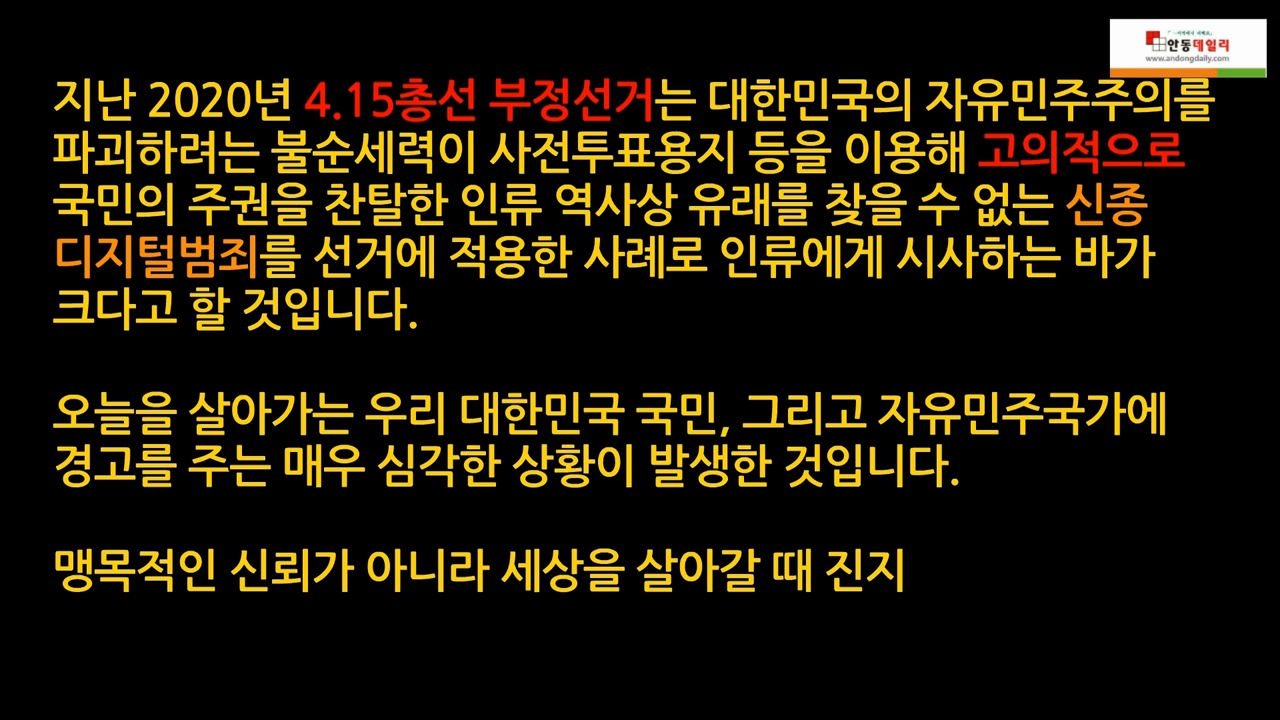 안동데일리
www.andongdaily.com
지난 2020년 4.15총선 부정선거는 대한민국의 자유민주주의를
파괴하려는 불순세력이 사전투표용지 등을 이용해 고의적으로
국민의 주권을 찬탈한 인류 역사상 유래를 찾을 수 없는 신종
디지털범죄를 선거에 적용한 사례로 인류에게 시사하는 바가
크다고 할 것입니다.
오늘을 살아가는 우리 대한민국 국민, 그리고 자유민주국가에
경고를 주는 매우 심각한 상황이 발생한 것입니다.
맹목적인 신뢰가 아니라 세상을 살아갈 때 진지